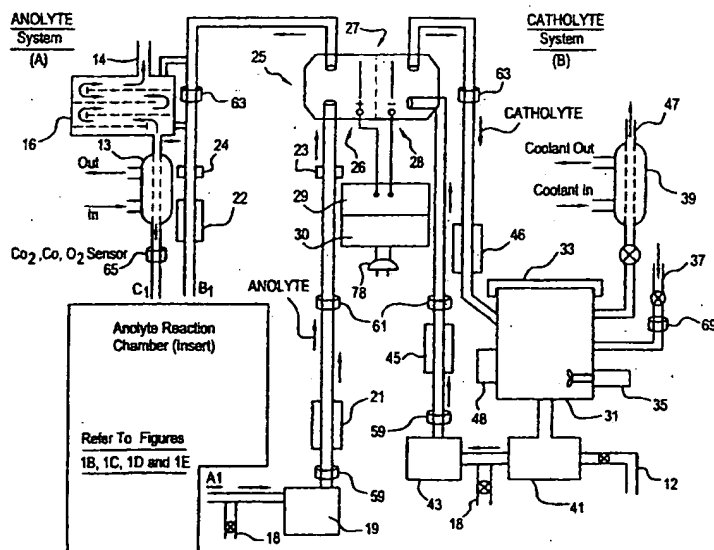 ANOLYTE
System
(A)
CATHOLYTE
System
(B)
14
27
25
63
63
47
16
CATHOLYTE
Coolant Out
13
24
23
26
28
39
Out
Coolant In
In
22
29
46
33
30
37
Co2 ,Co, O2 Sensor
65
78
C1
B1
ANOLYTE
61
69
Anolyte Reaction
Chamber (Insert)
45
48
35
21
31
Refer To Figures
59
1B, 1C, 1D and 1E
A1
59
43
18
41
12
18
19